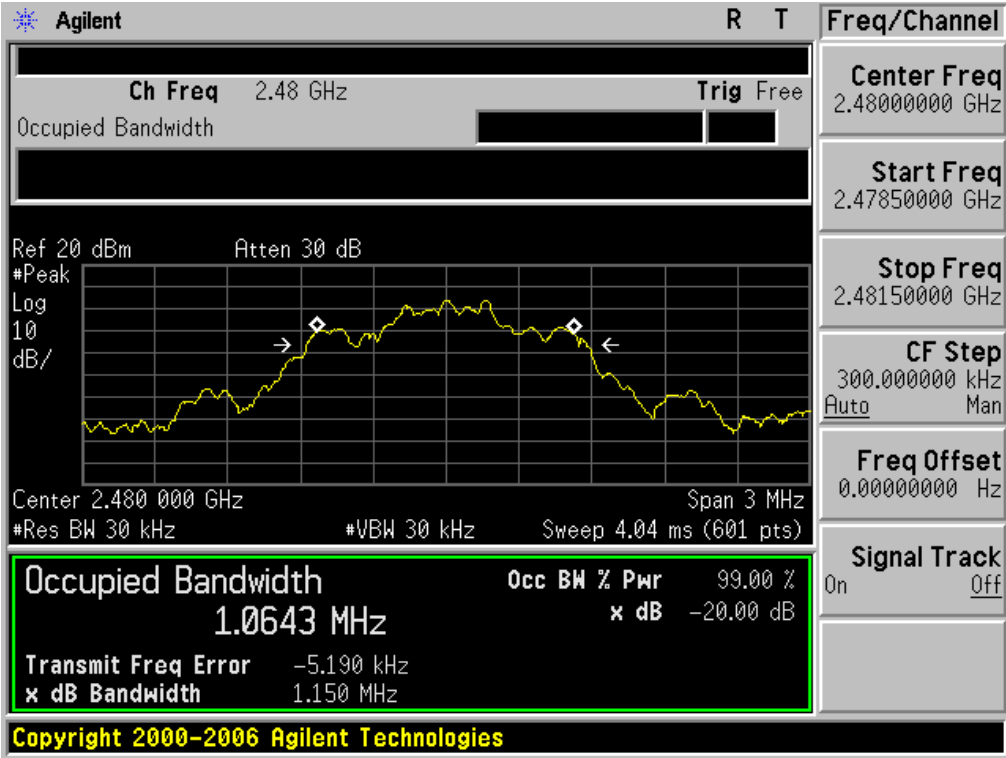 Agilent R T
Freq/Channel
Ch Freq 2.48 GHz Trig Free
Occupied Bandwidth
Center Freq
2.48000000 GHz
Start Freq
2.47850000 GHz
Stop Freq
2.48150000 GHz
CF Step
300.000000 kHz
Auto Man
Freq Offset
0.00000000 Hz
Signal Track
On Off
Ref 20 dBm Atten 30 dB
#Peak
Log
10
dB/
Center 2.480 000 GHz Span 3 MHz
#Res BW 30 kHz #VBW 30 kHz Sweep 4.04 ms (601 pts)
Occupied Bandwidth
1.0643 MHz
Occ BW % Pwr 99.00 %
x dB -20.00 dB
Transmit Freq Error -5.190 kHz
x dB Bandwidth 1.150 MHz
Copyright 2000-2006 Agilent Technologies